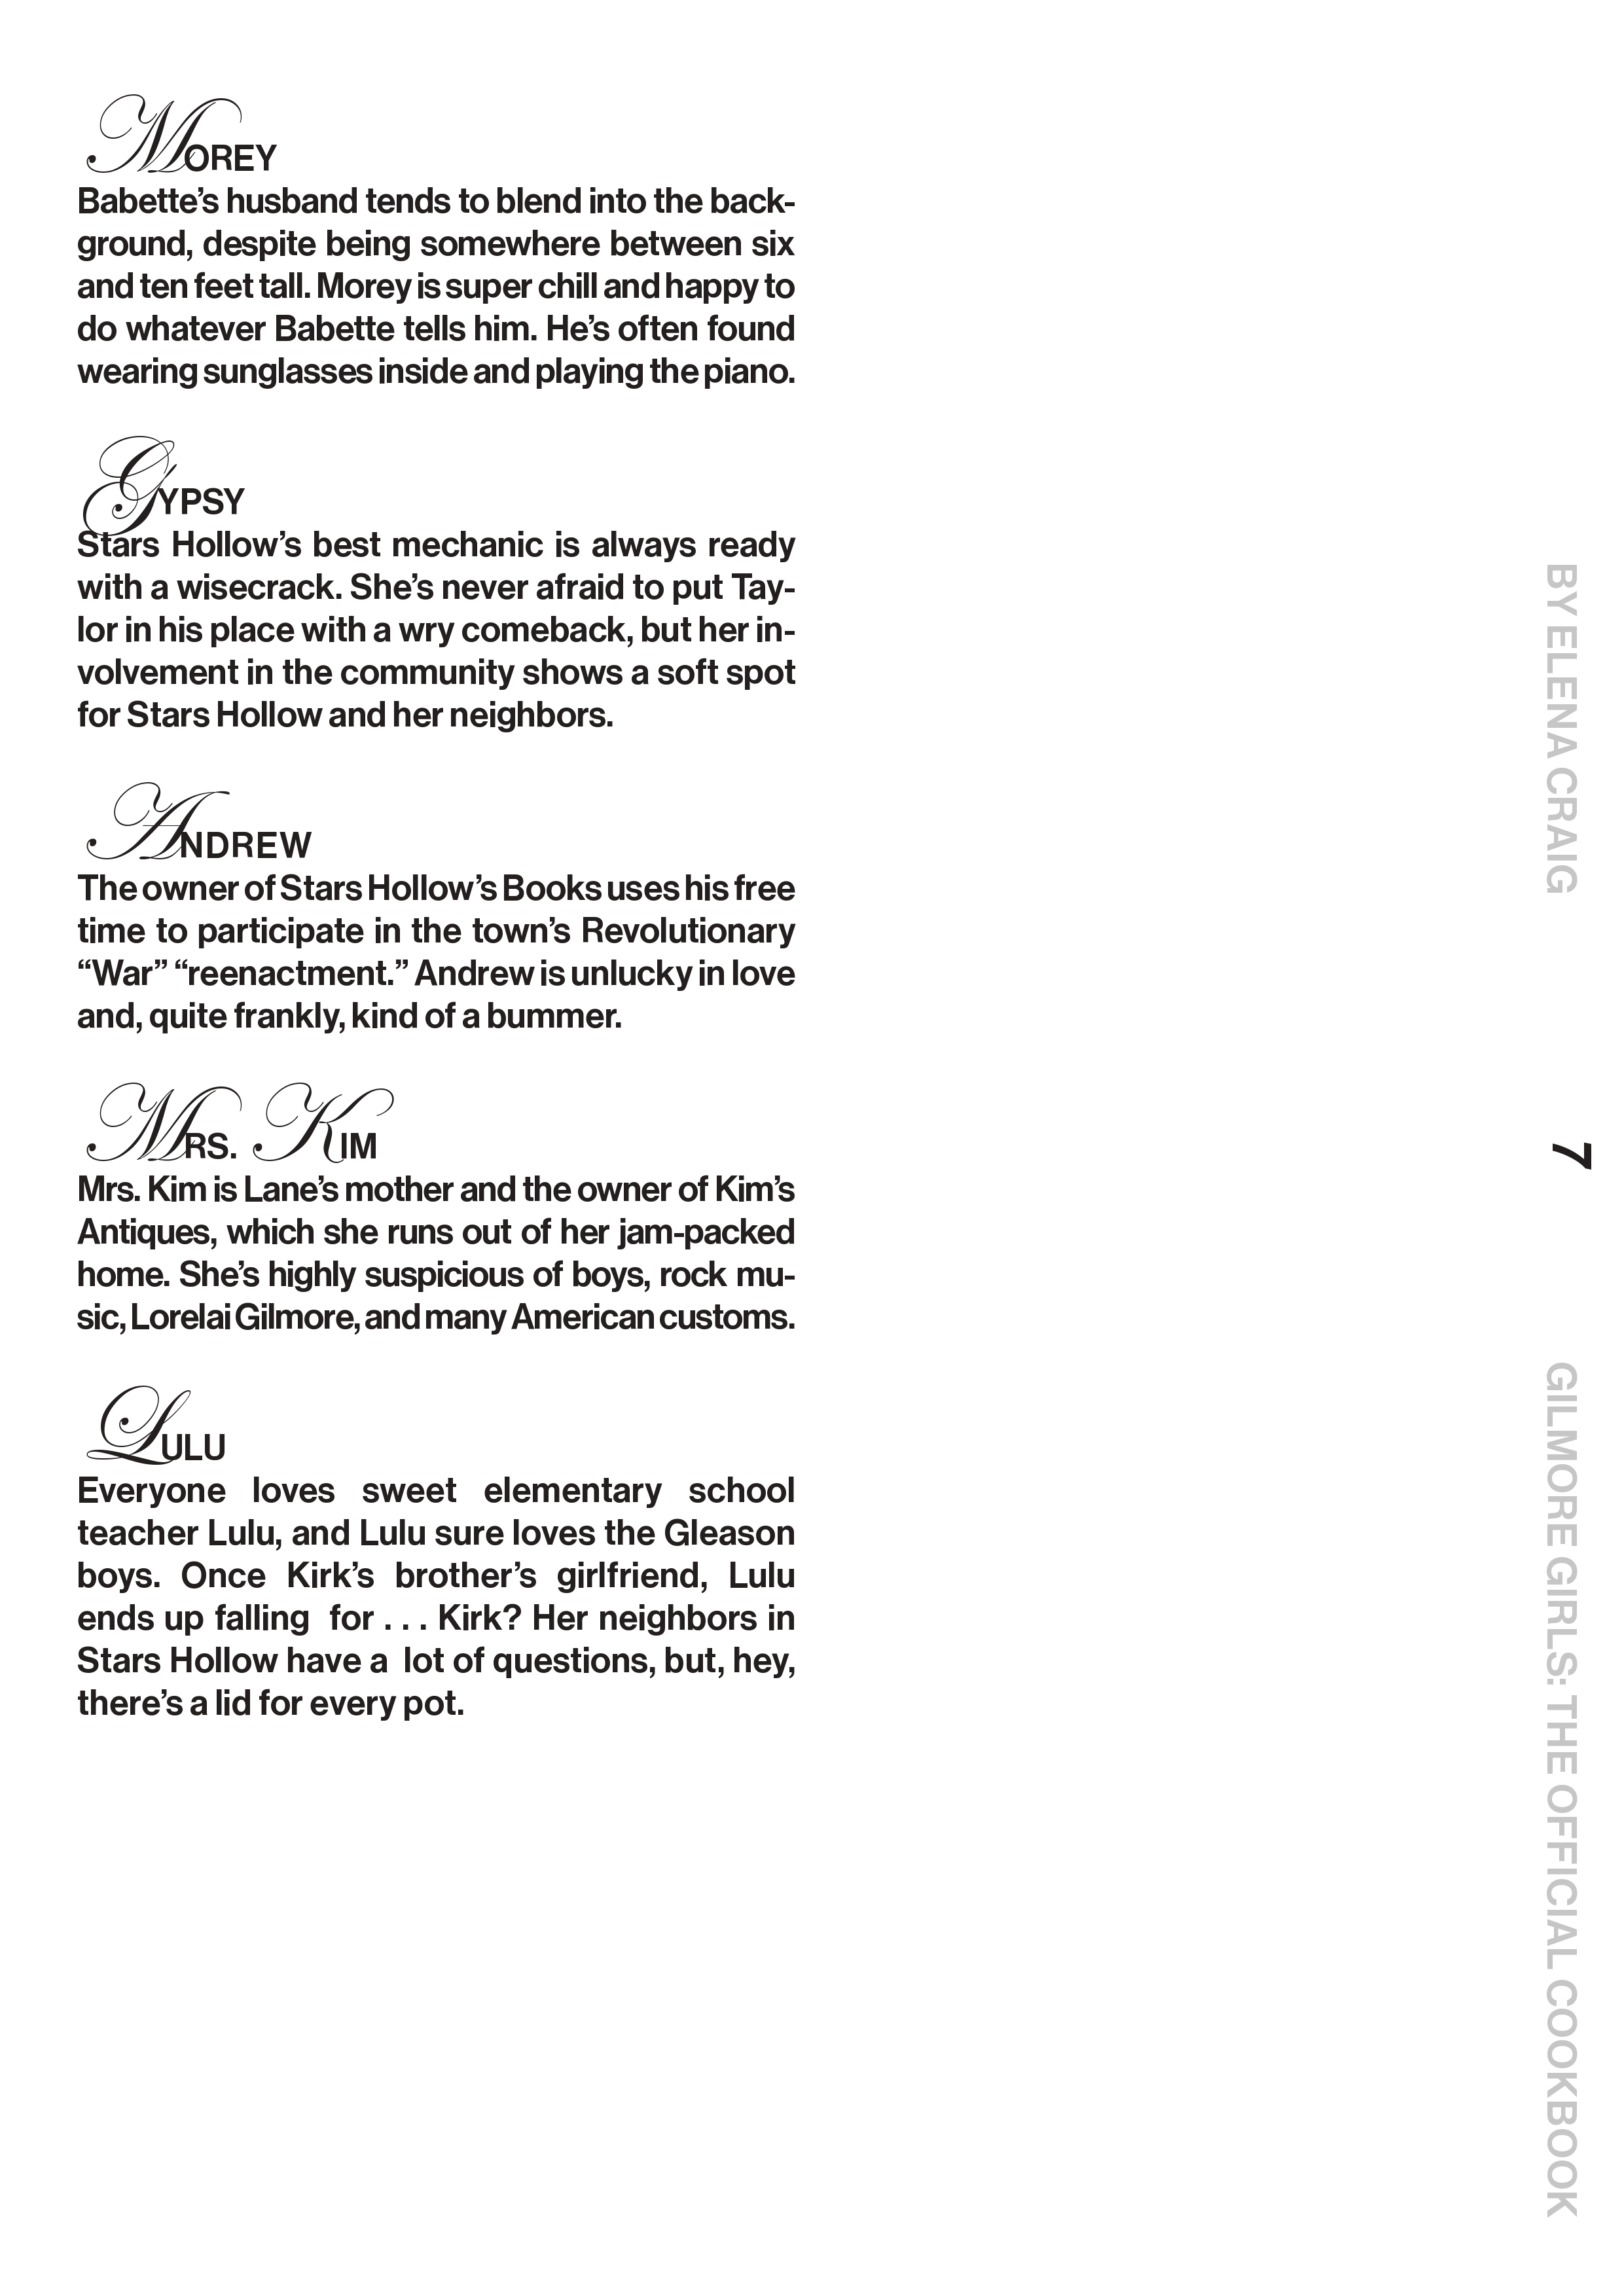 MOREY
Babette’s husband tends to blend into the back-
ground, despite being somewhere between six
and ten feet tall. Morey is super chill and happy to
do whatever Babette tells him. He’s often found
wearing sunglasses inside and playing the piano.
GYPSY
Stars Hollow’s best mechanic is always ready
with a wisecrack. She’s never afraid to put Tay-
lor in his place with a wry comeback, but her in-
volvement in the community shows a soft spot
for Stars Hollow and her neighbors.
ANDREW
The owner of Stars Hollow’s Books uses his free
time to participate in the town’s Revolutionary
“War” “reenactment.” Andrew is unlucky in love
and, quite frankly, kind of a bummer.
MRS. KIM
Mrs. Kim is Lane’s mother and the owner of Kim’s
Antiques, which she runs out of her jam-packed
home. She’s highly suspicious of boys, rock mu-
sic, Lorelai Gilmore, and many American customs.
LULU
Everyone loves sweet elementary school
teacher Lulu, and Lulu sure loves the Gleason
boys. Once Kirk’s brother’s girlfriend, Lulu
ends up falling for . . . Kirk? Her neighbors in
Stars Hollow have a lot of questions, but, hey,
there’s a lid for every pot.
BY ELENA CRAIG
7
GILMORE GIRLS: THE OFFICIAL COOKBOOK